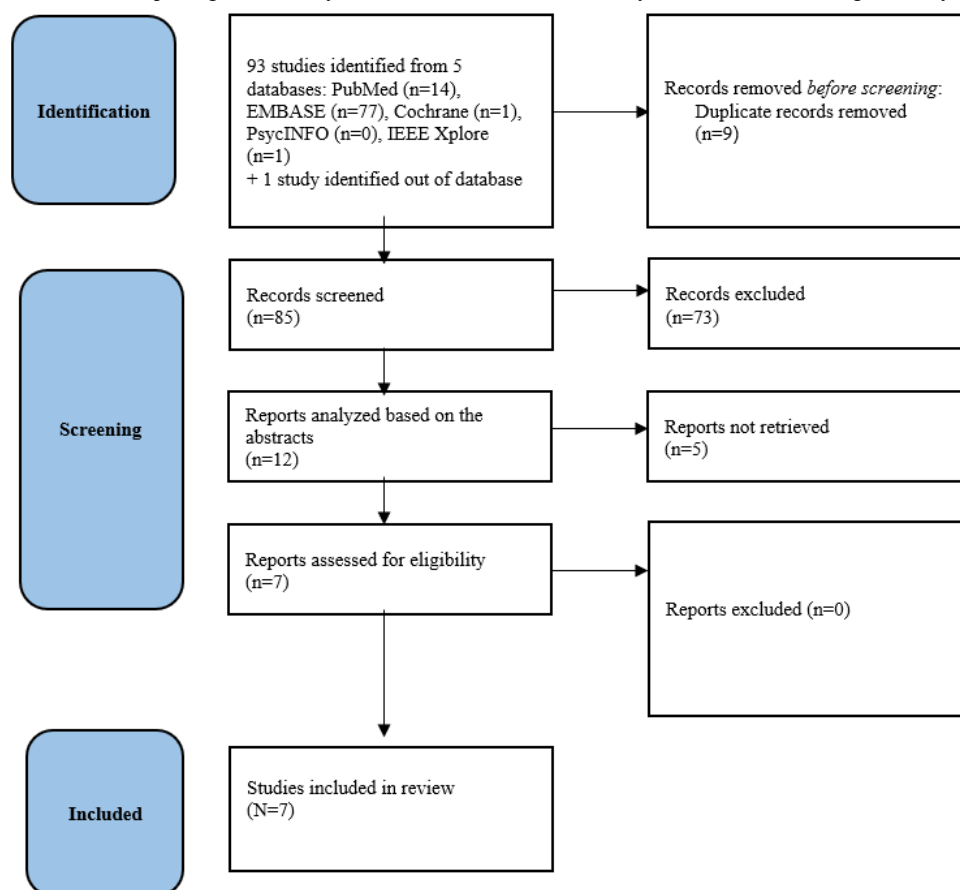 Identification
93 studies identified from 5
databases: PubMed (n=14),
EMBASE (n=77), Cochrane (n=1),
PsycINFO (n=0), IEEE Xplore
(n=1)
+ 1 study identified out of database
Records removed before screening:
Duplicate records removed
(n=9)
Screening
Records screened
(n=85)
Records excluded
(n=73)
Reports analyzed based on the
abstracts
(n=12)
Reports not retrieved
(n=5)
Reports assessed for eligibility
(n=7)
Reports excluded (n=0)
Included
Studies included in review
(N=7)